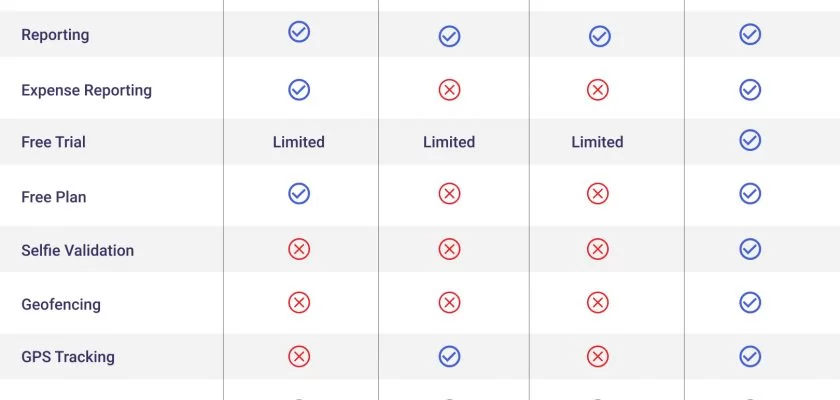 Reporting
Expense Reporting
Free Trial Limited Limited Limited
Free Plan
Selfie Validation
Geofencing
GPS Tracking